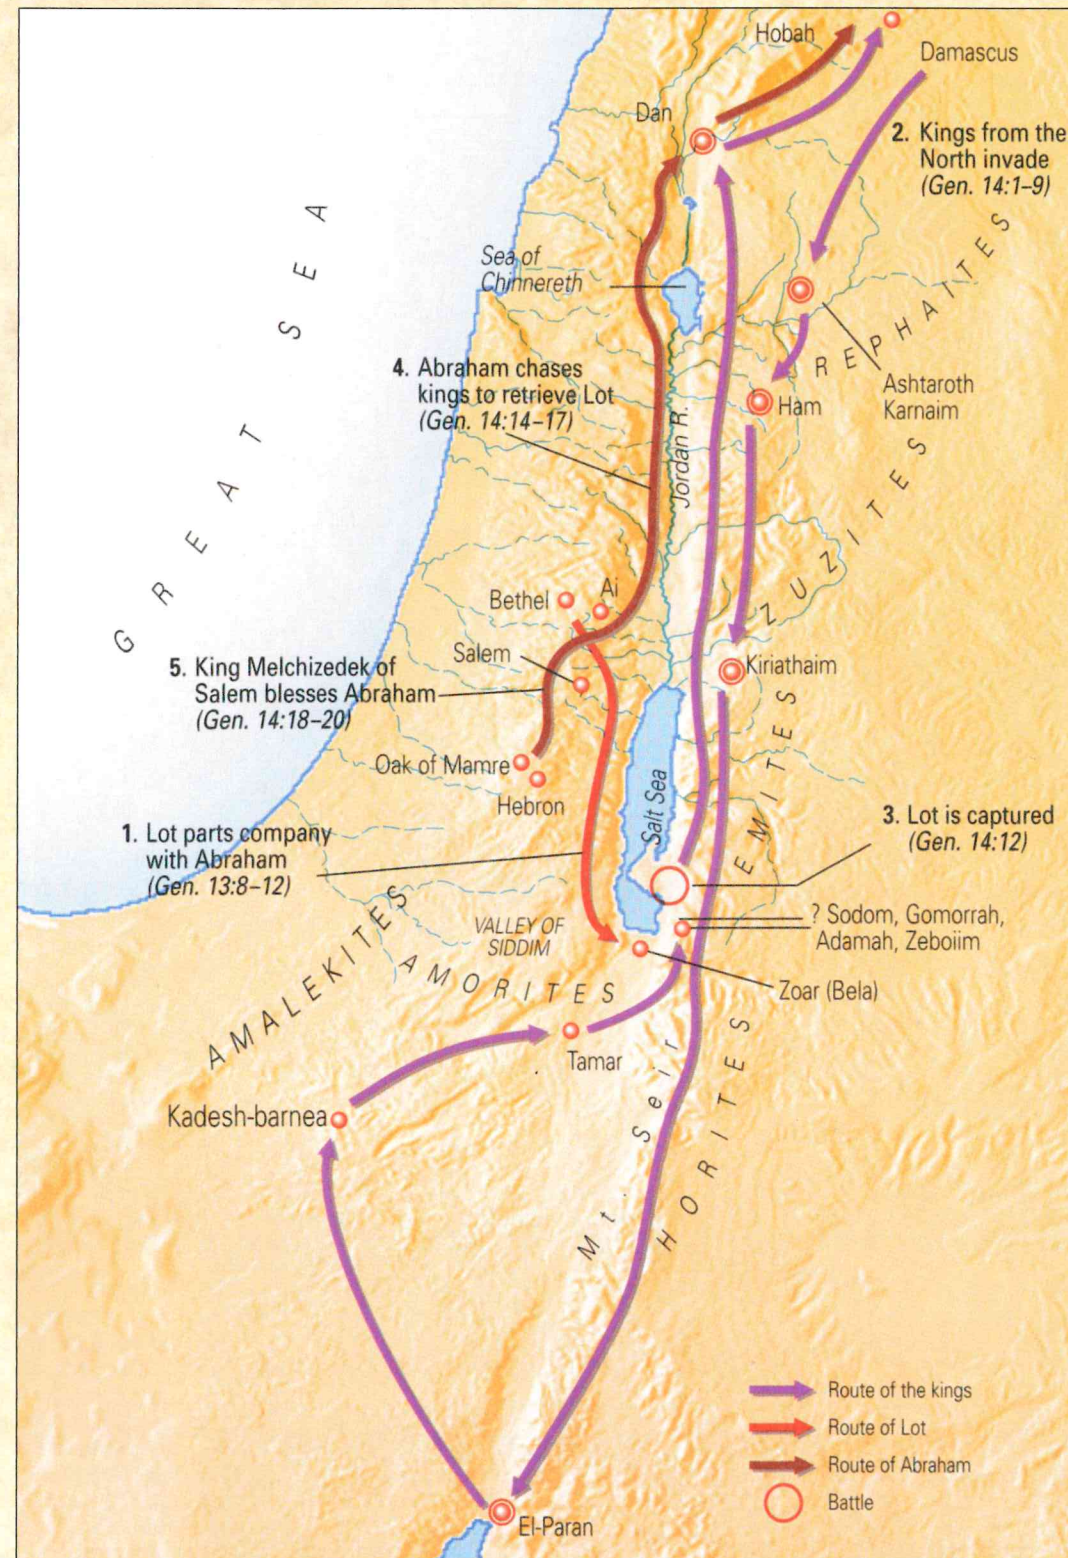 Hobah
Damascus
Dan
2. Kings from the
North invade
(Gen. 14:1–9)
GREAT SEA
Sea of
Chinnereth
REPHAITES
Ashtaroth
Karnaim
4. Abraham chases
kings to retrieve Lot
(Gen. 14:14–17)
Ham
Jordan R.
ZUZITES
Bethel
Ai
Salem
Kiriathaim
5. King Melchizedek of
Salem blesses Abraham
(Gen. 14:18–20)
Oak of Mamre
Hebron
Salt Sea
EMITES
3. Lot is captured
(Gen. 14:12)
1. Lot parts company
with Abraham
(Gen. 13:8–12)
? Sodom, Gomorrah,
Adamah, Zeboiim
VALLEY OF
SIDDIM
AMALEKITES
AMORITES
Zoar (Bela)
Tamar
Kadesh-barnea
Mt. Seir
HORITES
Route of the kings
Route of Lot
Route of Abraham
Battle
El-Paran